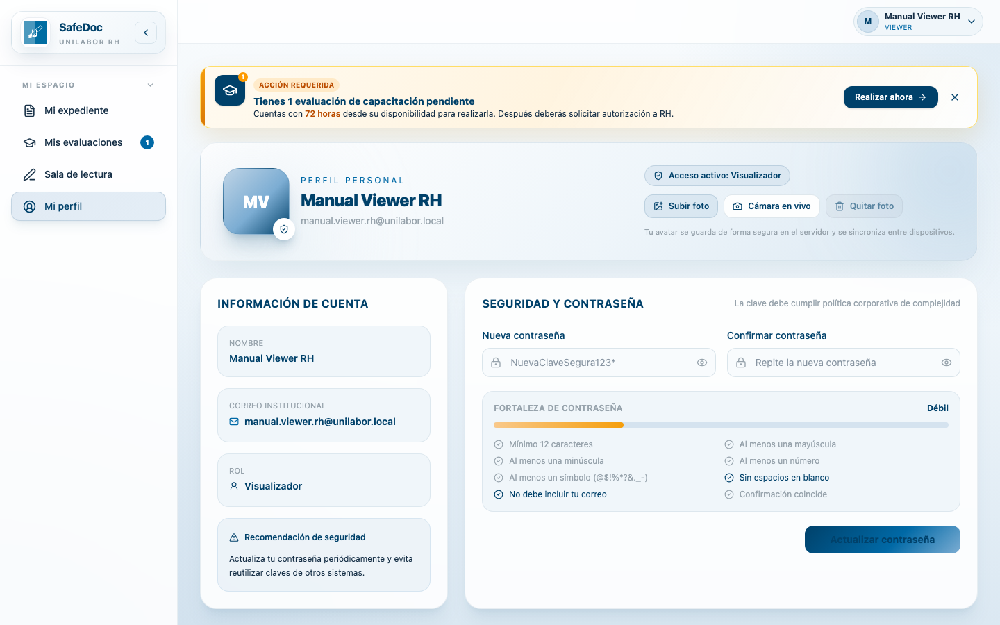 SafeDoc
UNILABOR RH
MI ESPACIO
Mi expediente
Mis evaluaciones 1
Sala de lectura
Mi perfil
M
Manual Viewer RH
VIEWER
1
ACCIÓN REQUERIDA
Tienes 1 evaluación de capacitación pendiente
Cuentas con 72 horas desde su disponibilidad para realizarla. Después deberás solicitar autorización a RH.
Realizar ahora
MV
PERFIL PERSONAL
Manual Viewer RH
manual.viewer.rh@unilabor.local
Acceso activo: Visualizador
Subir foto
Cámara en vivo
Quitar foto
Tu avatar se guarda de forma segura en el servidor y se sincroniza entre dispositivos.
INFORMACIÓN DE CUENTA
NOMBRE
Manual Viewer RH
CORREO INSTITUCIONAL
manual.viewer.rh@unilabor.local
ROL
Visualizador
Recomendación de seguridad
Actualiza tu contraseña periódicamente y evita
reutilizar claves de otros sistemas.
SEGURIDAD Y CONTRASEÑA
La clave debe cumplir política corporativa de complejidad
Nueva contraseña
NuevaClaveSegura123*
Confirmar contraseña
Repite la nueva contraseña
FORTALEZA DE CONTRASEÑA
Débil
Mínimo 12 caracteres
Al menos una mayúscula
Al menos una minúscula
Al menos un número
Al menos un símbolo (@$!%*?&._-)
Sin espacios en blanco
No debe incluir tu correo
Confirmación coincide
Actualizar contraseña